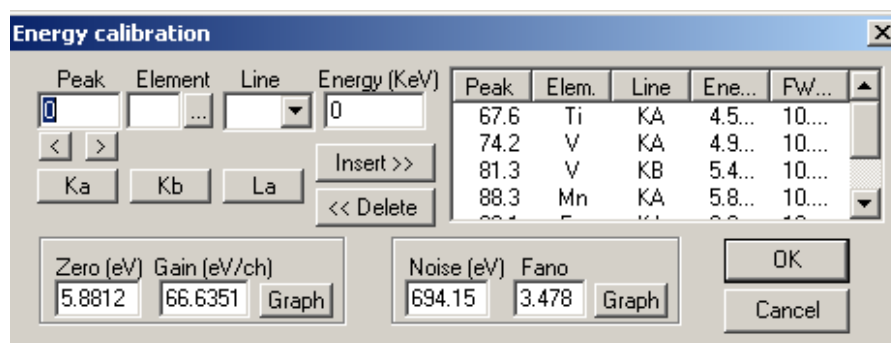 Energy calibration
Peak Element Line Energy (KeV)
0 ... 0
< >
Ka Kb La
Insert >>
<< Delete
Peak Elem. Line Ene... FW...
67.6 Ti KA 4.5... 10....
74.2 V KA 4.9... 10....
81.3 V KB 5.4... 10....
88.3 Mn KA 5.8... 10....
Zero (eV) Gain (eV/ch)
5.8812 66.6351 Graph
Noise (eV) Fano
694.15 3.478 Graph
OK
Cancel